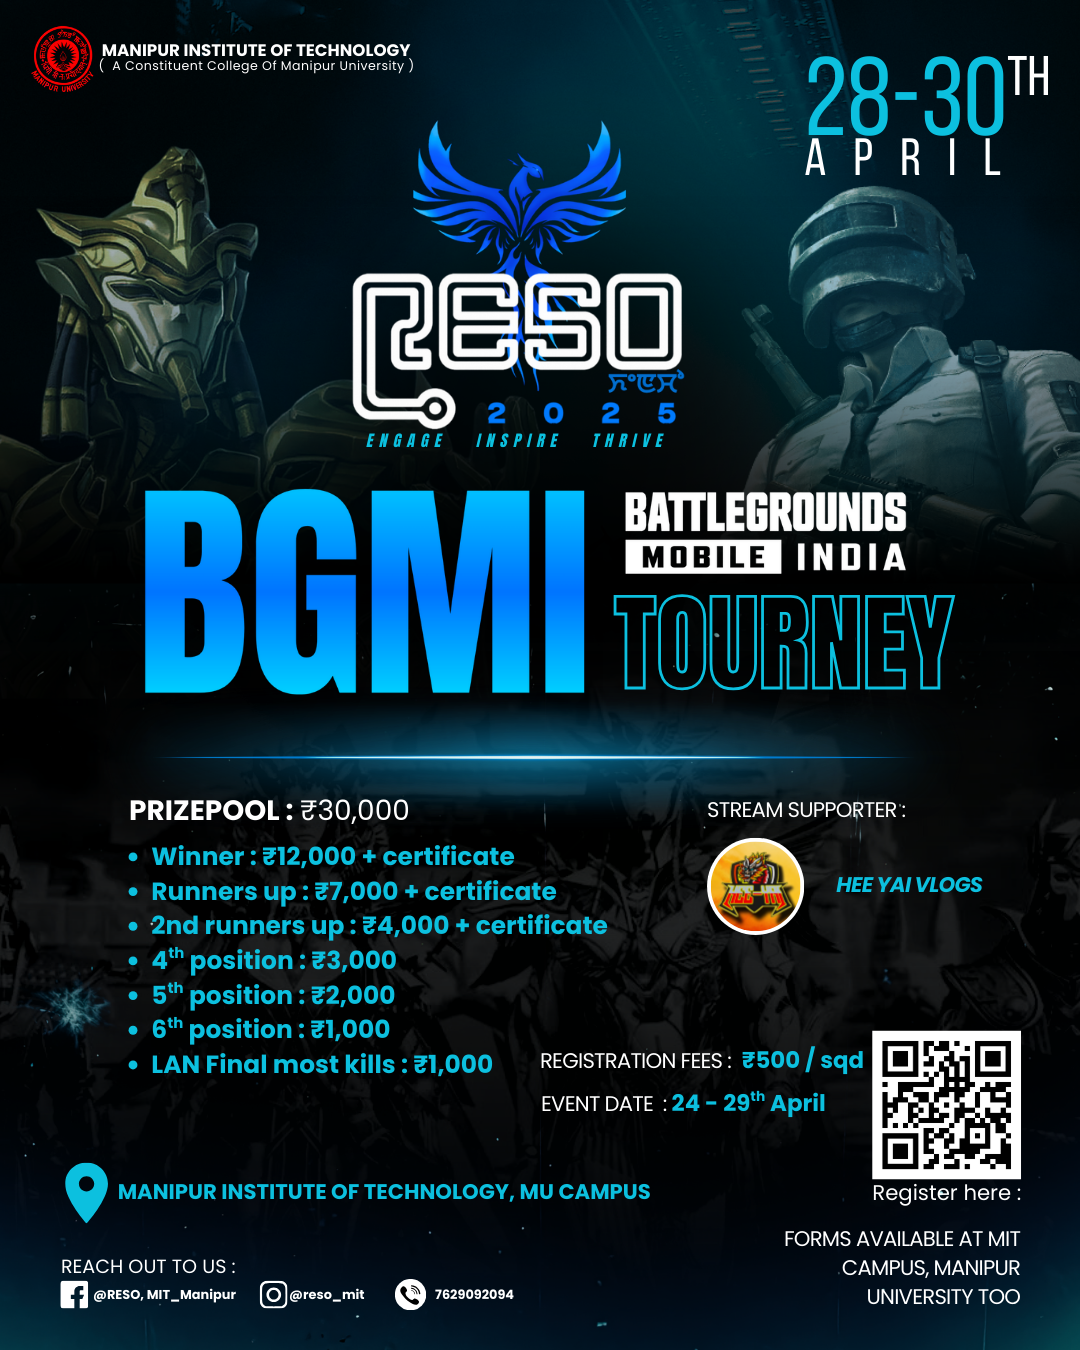 MANIPUR INSTITUTE OF TECHNOLOGY
( A Constituent College Of Manipur University )
28-30TH
APRIL
RESO
2025
ENGAGE INSPIRE THRIVE
BGMI
BATTLEGROUNDS
MOBILE INDIA
TOURNEY
PRIZEPOOL : ₹30,000
• Winner : ₹12,000 + certificate
• Runners up : ₹7,000 + certificate
• 2nd runners up : ₹4,000 + certificate
• 4th position : ₹3,000
• 5th position : ₹2,000
• 6th position : ₹1,000
• LAN Final most kills : ₹1,000
STREAM SUPPORTER :
HEE YAI VLOGS
REGISTRATION FEES : ₹500 / sqd
EVENT DATE : 24 - 29th April
Register here :
MANIPUR INSTITUTE OF TECHNOLOGY, MU CAMPUS
FORMS AVAILABLE AT MIT
CAMPUS, MANIPUR
UNIVERSITY TOO
REACH OUT TO US :
@RESO, MIT_Manipur @reso_mit 7629092094